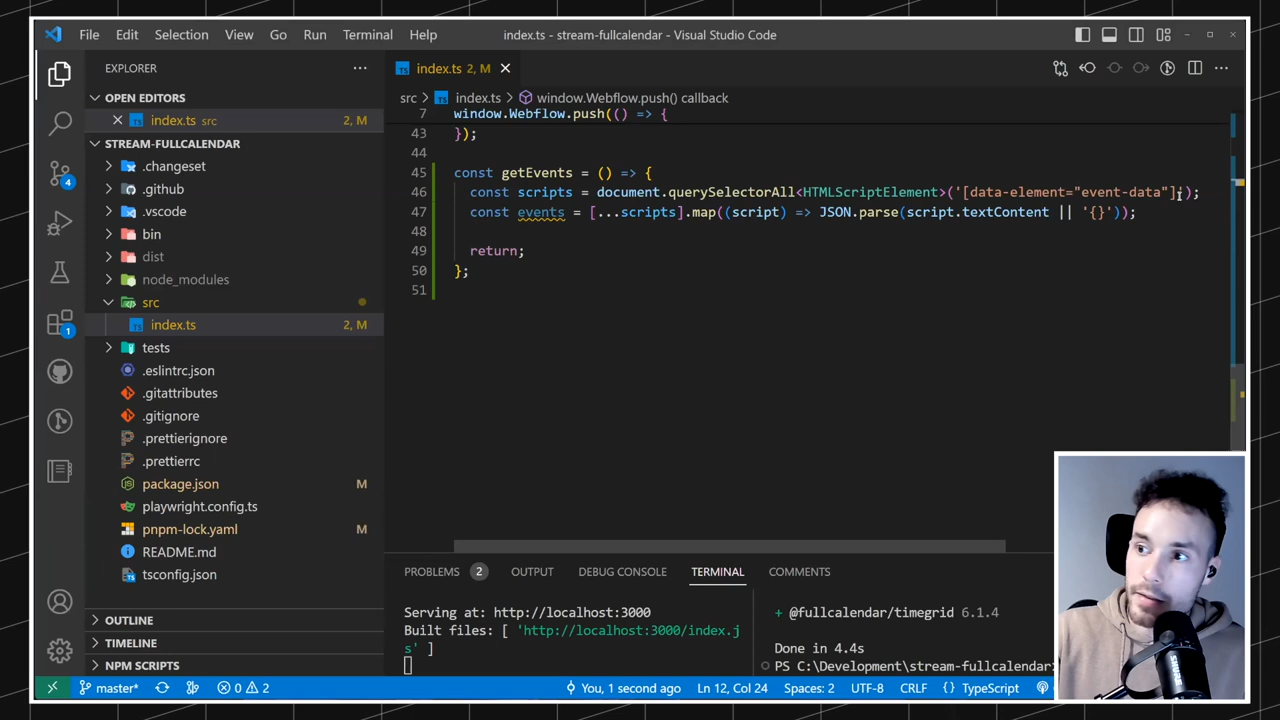 File Edit Selection View Go Run Terminal Help index.ts - stream-fullcalendar - Visual Studio Code
EXPLORER
OPEN EDITORS
index.ts src 2, M
STREAM-FULLCALENDAR
.changeset
.github
.vscode
bin
dist
node_modules
src
index.ts 2, M
tests
.eslintrc.json
.gitattributes
.gitignore
.prettierignore
.prettierrc
package.json M
playwright.config.ts
pnpm-lock.yaml M
README.md
tsconfig.json
OUTLINE
TIMELINE
NPM SCRIPTS
4
1
index.ts 2, M
src > index.ts > window.Webflow.push() callback
7 window.Webflow.push(() => {
43 });
44
45 const getEvents = () => {
46 const scripts = document.querySelectorAll<HTMLScriptElement>('[data-element="event-data"]');
47 const events = [...scripts].map((script) => JSON.parse(script.textContent || '{}'));
48
49 return;
50 };
51
PROBLEMS 2 OUTPUT DEBUG CONSOLE TERMINAL COMMENTS
Serving at: http://localhost:3000
Built files: [ 'http://localhost:3000/index.j
s' ]
+ @fullcalendar/timegrid 6.1.4
Done in 4.4s
PS C:\Development\stream-fullcalendar>
master* 0 2 You, 1 second ago Ln 12, Col 24 Spaces: 2 UTF-8 CRLF {} TypeScript